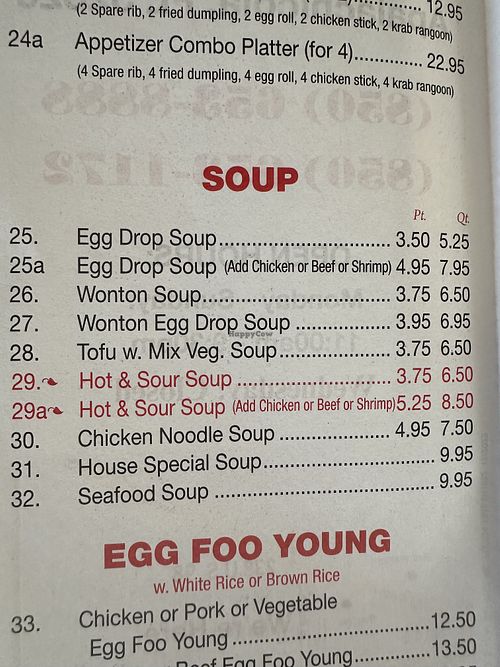 12.95
(2 Spare rib, 2 fried dumpling, 2 egg roll, 2 chicken stick, 2 krab rangoon)
24a Appetizer Combo Platter (for 4).............. 22.95
(4 Spare rib, 4 fried dumpling, 4 egg roll, 4 chicken stick, 4 krab rangoon)
SOUP
Pt. Qt.
25. Egg Drop Soup................................ 3.50 5.25
25a Egg Drop Soup (Add Chicken or Beef or Shrimp) 4.95 7.95
26. Wonton Soup................................... 3.75 6.50
27. Wonton Egg Drop Soup .................. 3.95 6.95
HappyCow
28. Tofu w. Mix Veg. Soup..................... 3.75 6.50
29. Hot & Sour Soup ............................. 3.75 6.50
29a Hot & Sour Soup (Add Chicken or Beef or Shrimp) 5.25 8.50
30. Chicken Noodle Soup ..................... 4.95 7.50
31. House Special Soup................................ 9.95
32. Seafood Soup ........................................ 9.95
EGG FOO YOUNG
w. White Rice or Brown Rice
33. Chicken or Pork or Vegetable
Egg Foo Young ....................................12.50
Beef Egg Foo Young..............13.50